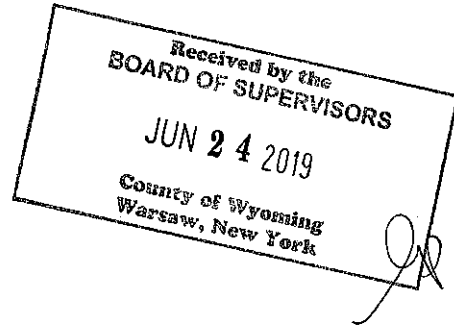 Received by the
BOARD OF SUPERVISORS
JUN 24 2019
County of Wyoming
Warsaw, New York